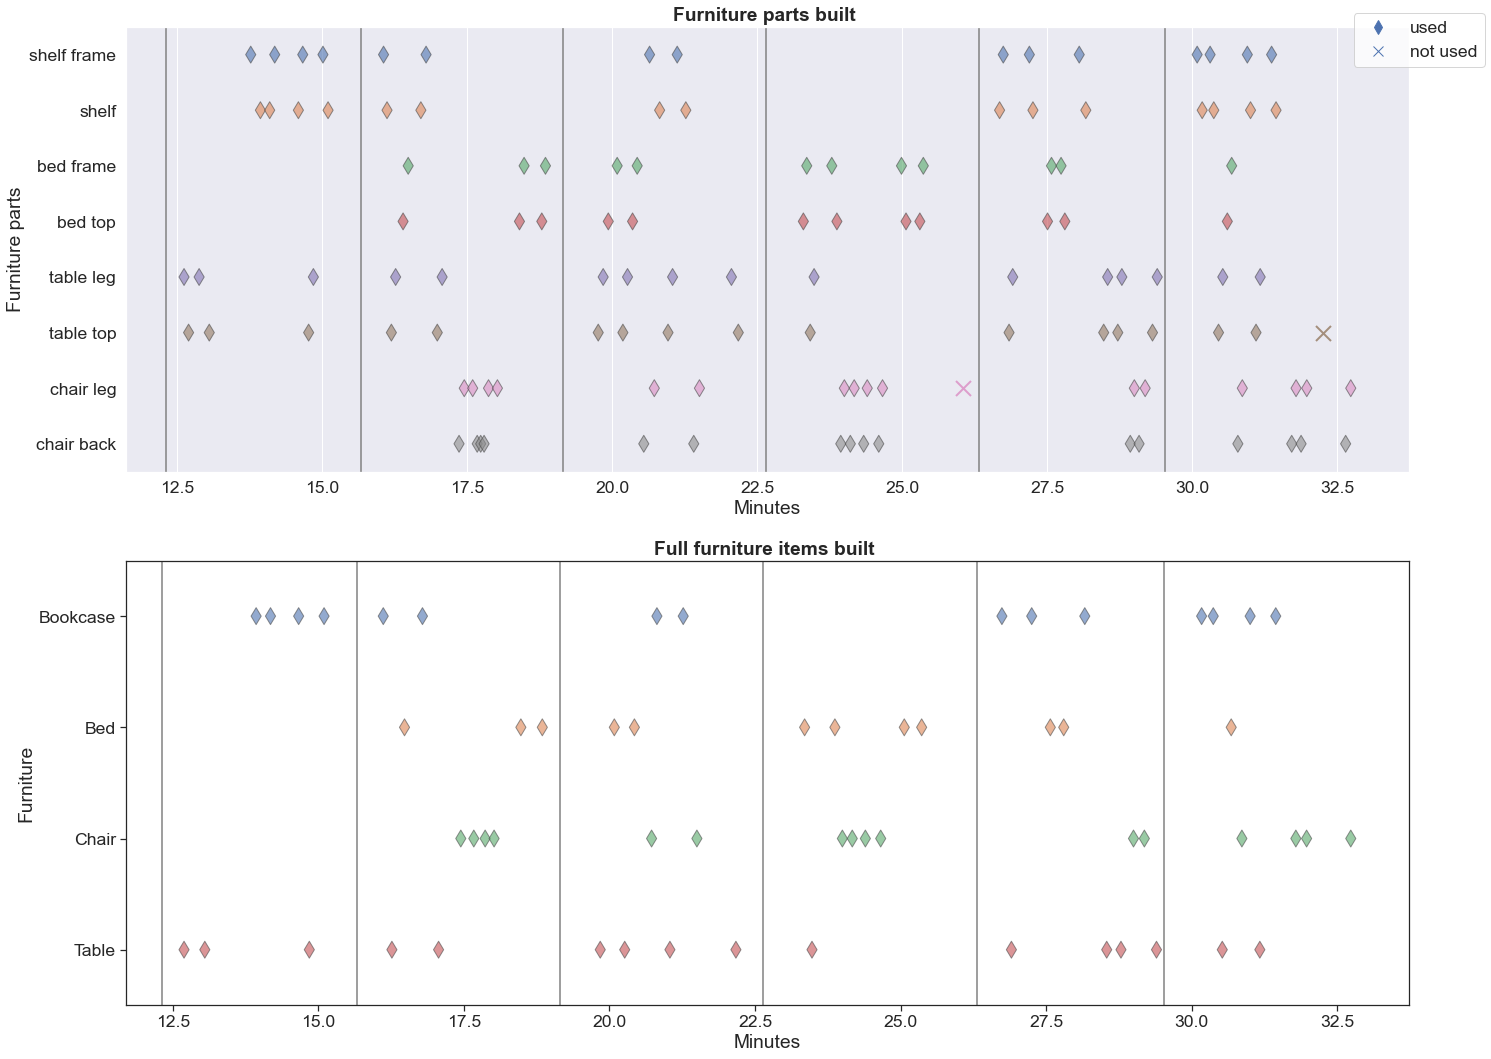 Furniture parts built
used
not used
shelf frame
shelf
bed frame
bed top
table leg
table top
chair leg
chair back
Furniture parts
12.5 15.0 17.5 20.0 22.5 25.0 27.5 30.0 32.5
Minutes
Full furniture items built
Bookcase
Bed
Chair
Table
Furniture
12.5 15.0 17.5 20.0 22.5 25.0 27.5 30.0 32.5
Minutes